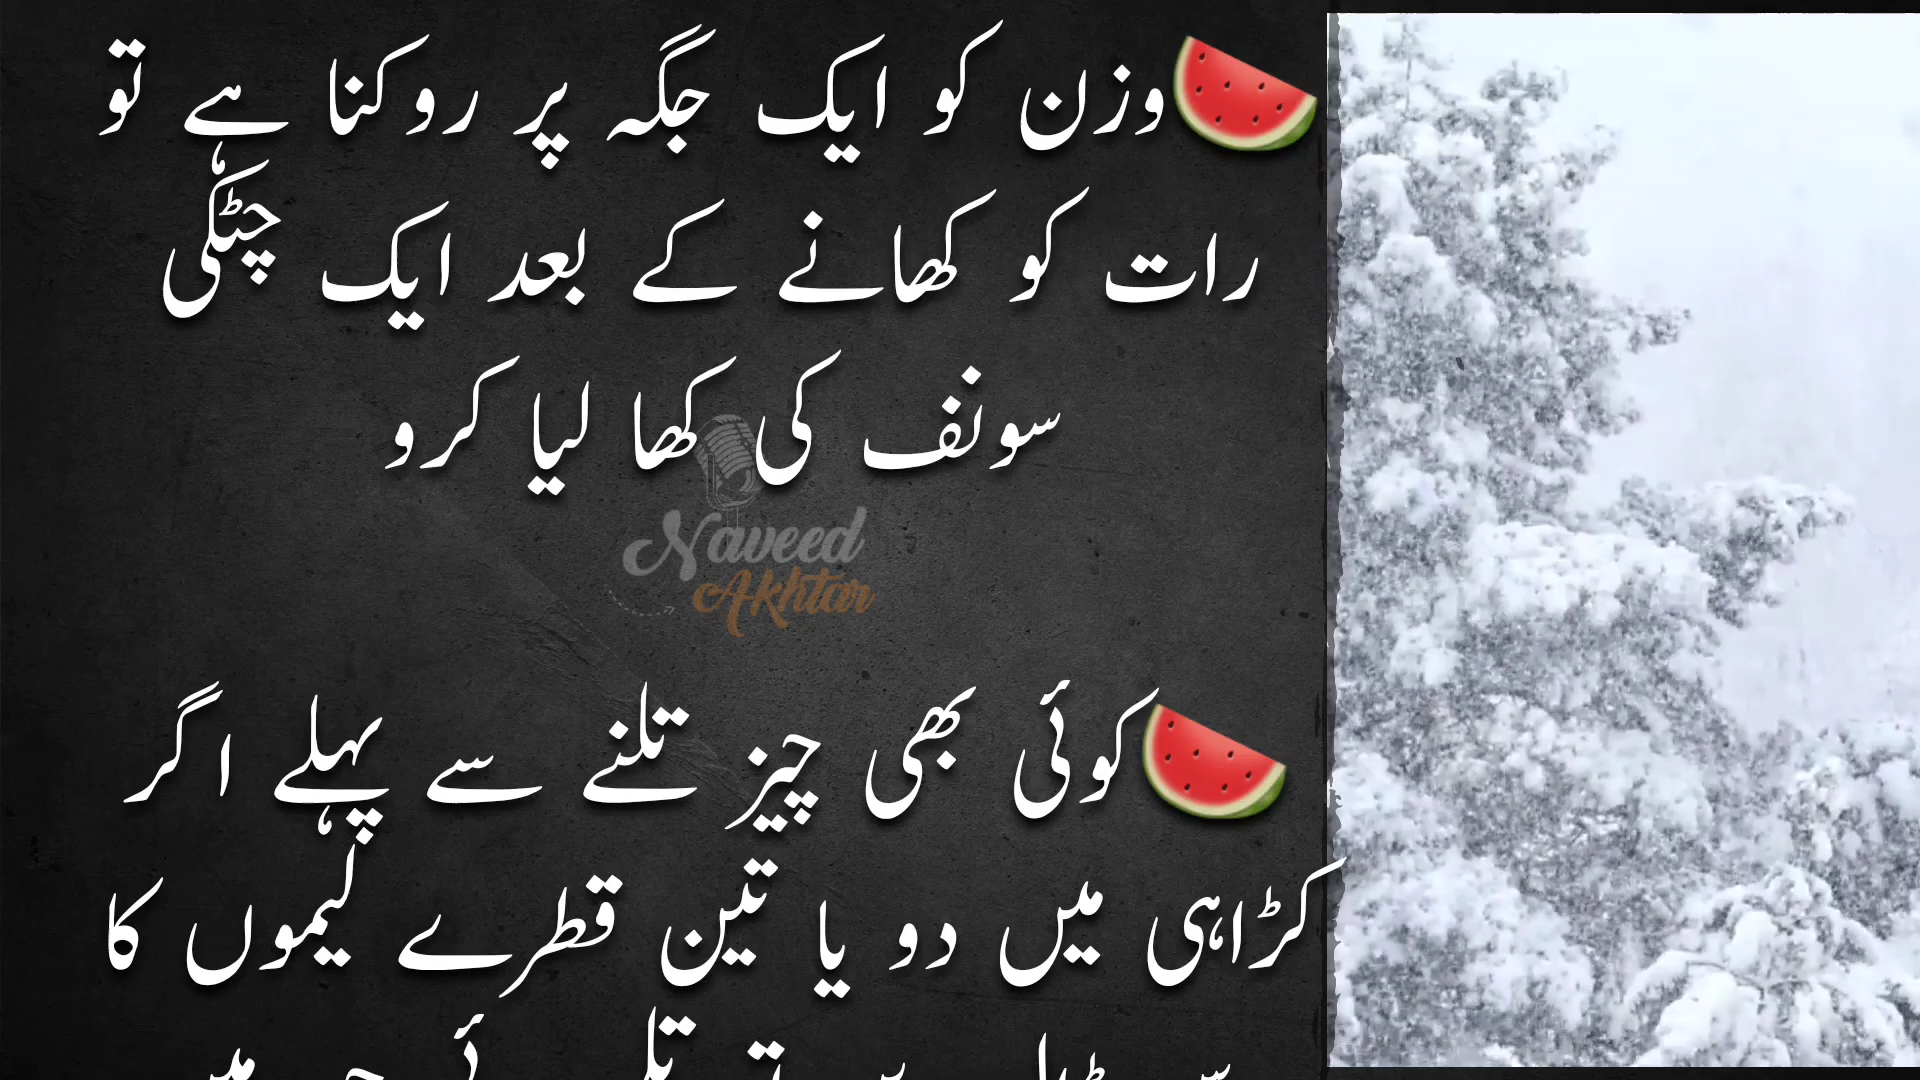 🍉وزن کو ایک جگہ پر روکنا ہے تو
رات کو کھانے کے بعد ایک چٹکی
سونف کی کھا لیا کرو
Naveed
Akhtar
🍉کوئی بھی چیز تلنے سے پہلے اگر
کڑاہی میں دو یا تین قطرے لیموں کا